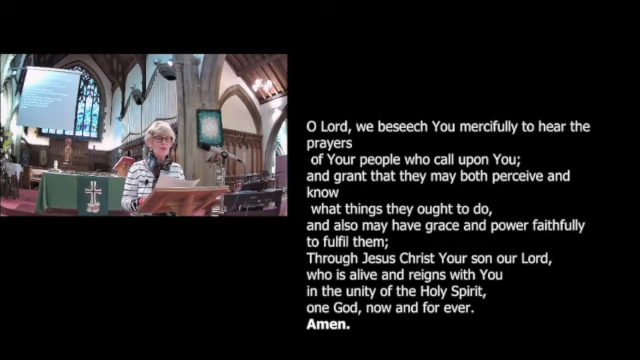 O Lord, we beseech You mercifully to hear the
prayers
of Your people who call upon You;
and grant that they may both perceive and
know
what things they ought to do,
and also may have grace and power faithfully
to fulfil them;
Through Jesus Christ Your son our Lord,
who is alive and reigns with You
in the unity of the Holy Spirit,
one God, now and for ever.
Amen.